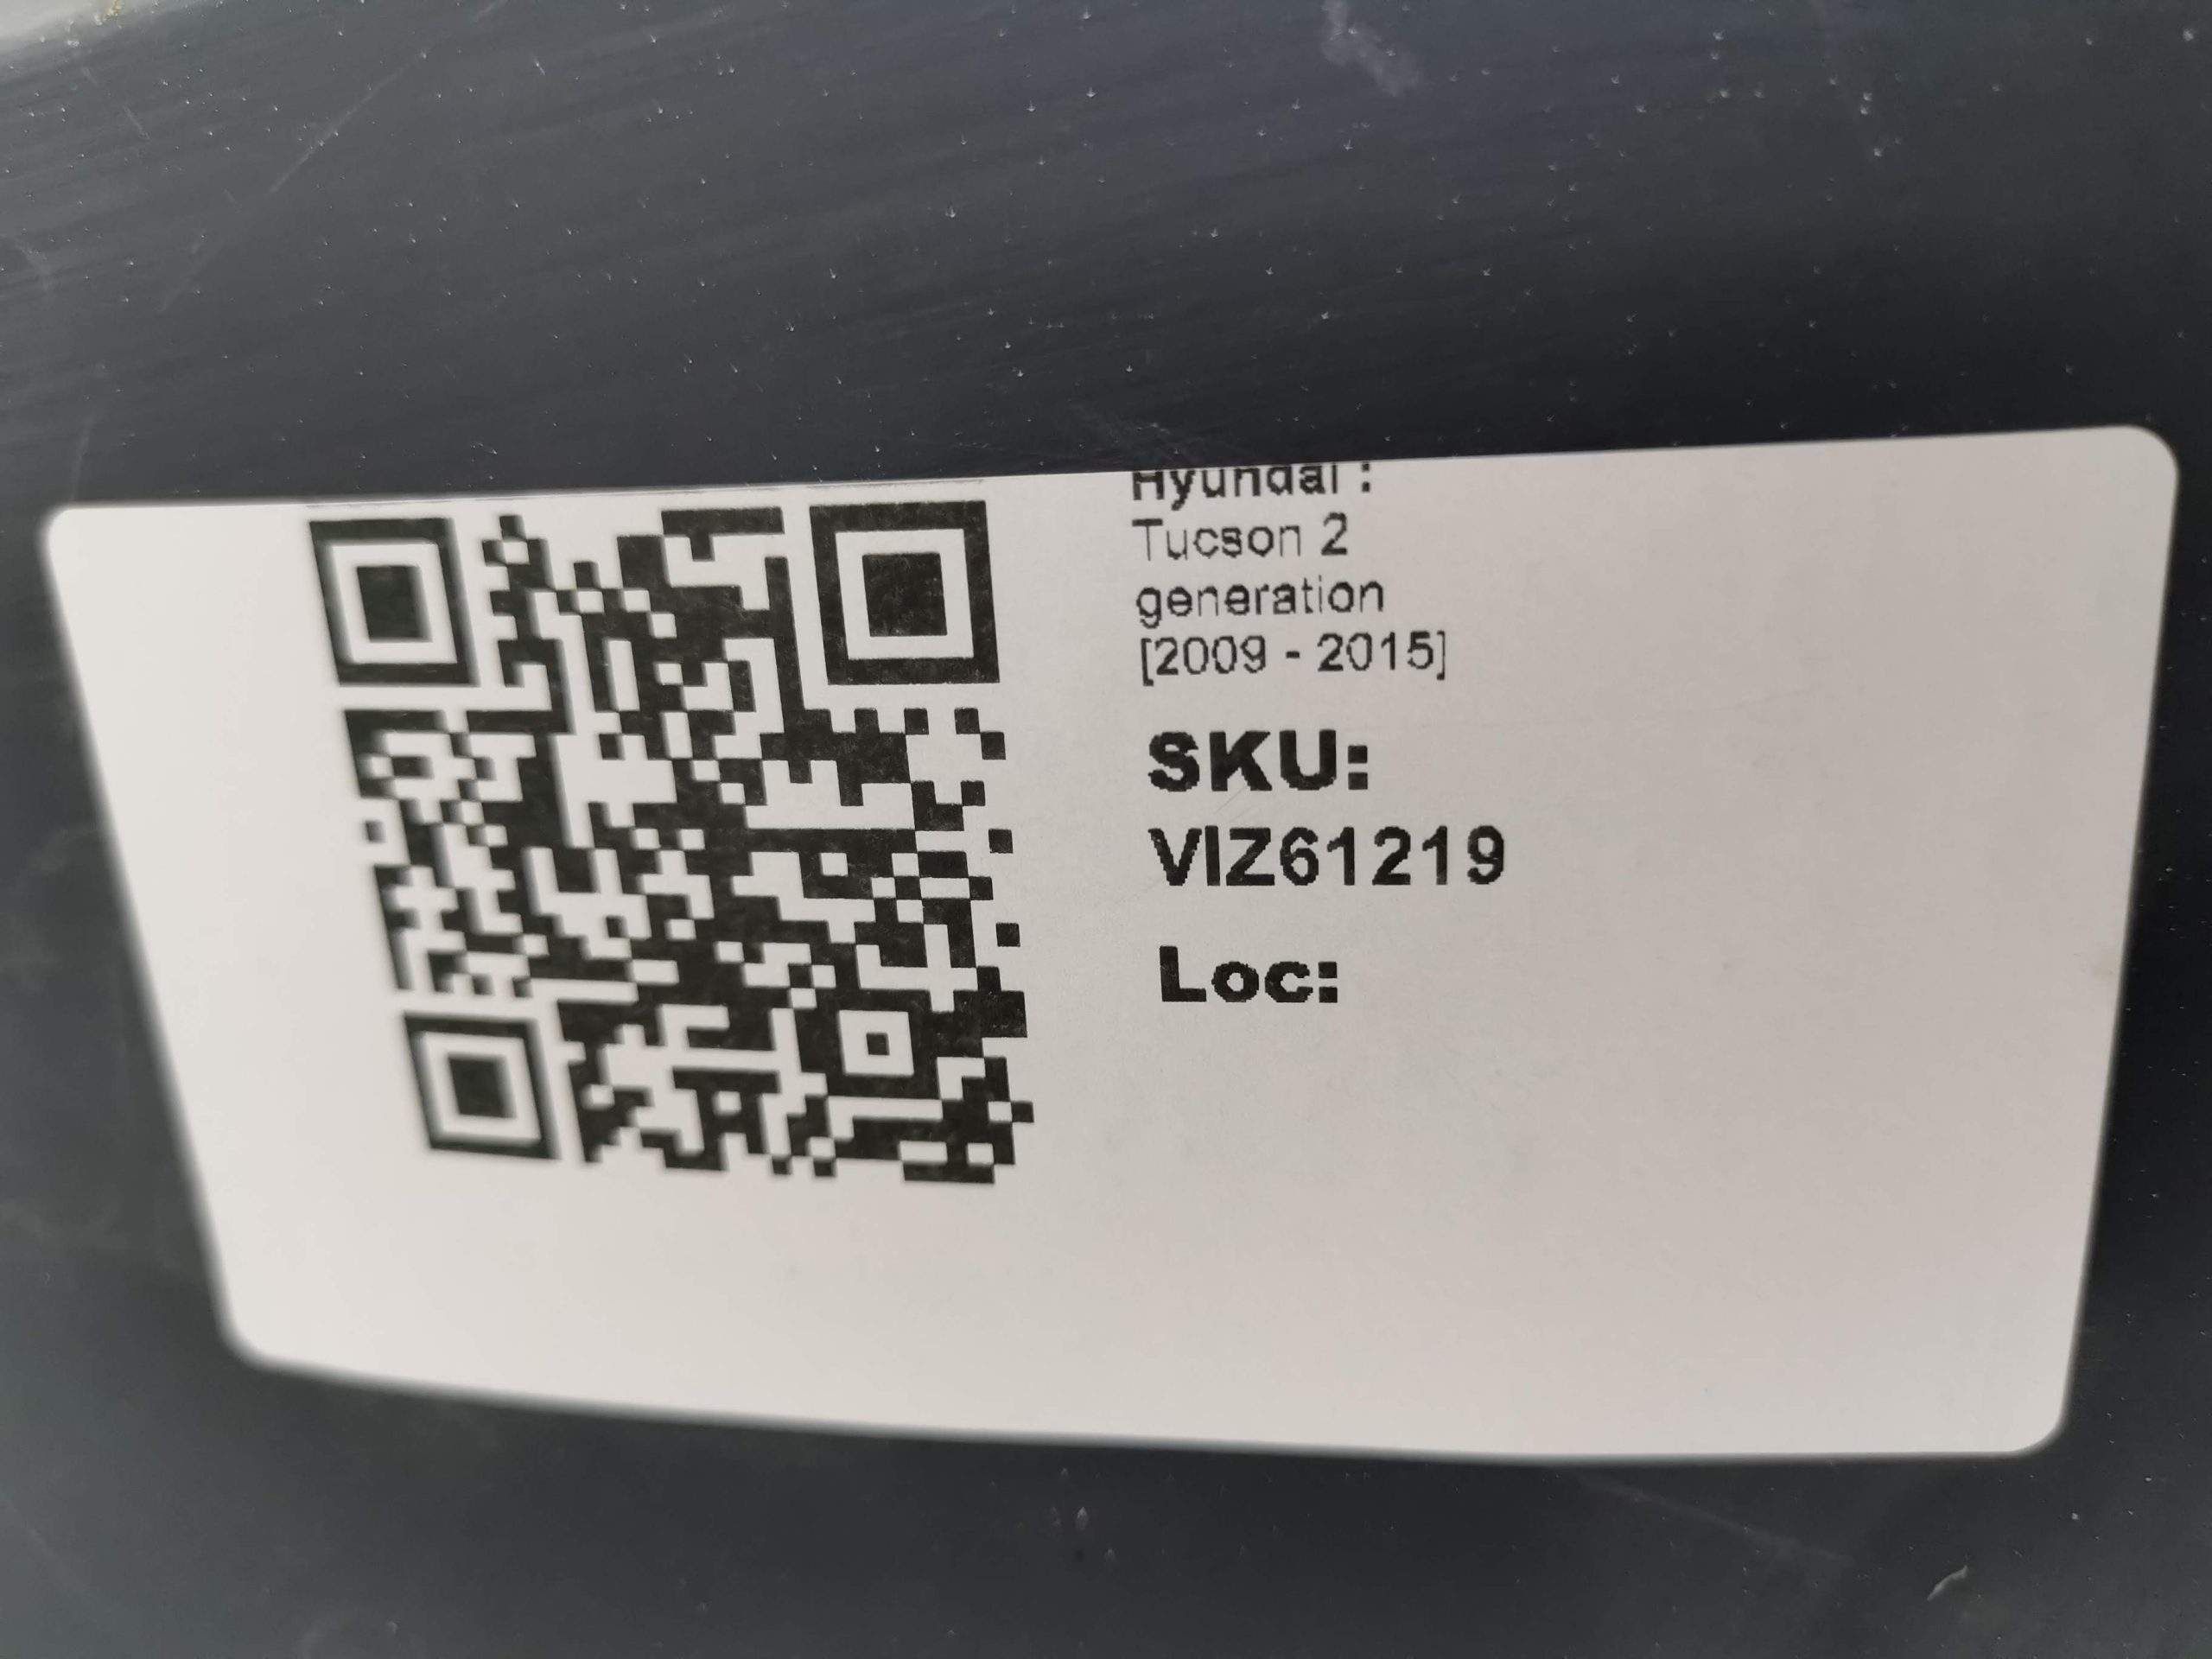 Hyundai :
Tucson 2
generation
[2009 - 2015]
SKU:
VIZ61219
Loc: